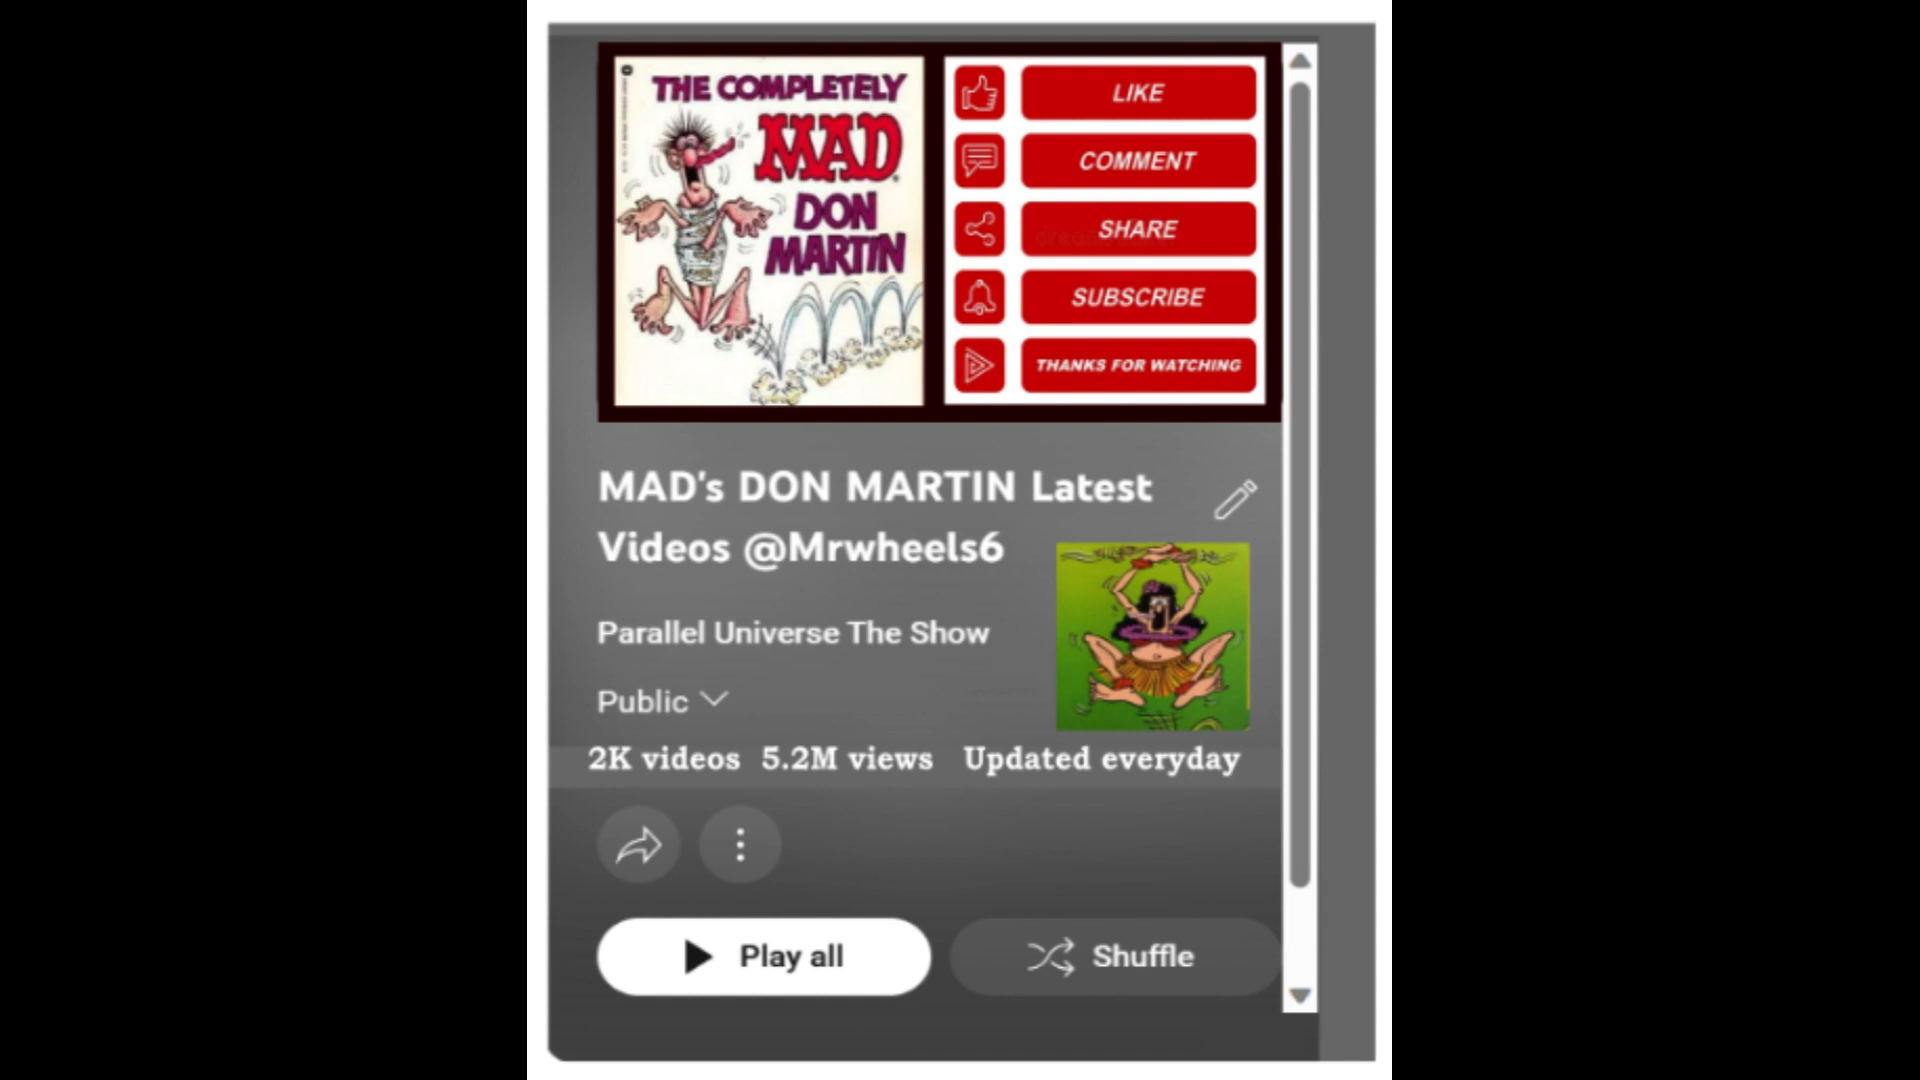 THE COMPLETELY
MAD
DON
MARTIN
LIKE
COMMENT
SHARE
SUBSCRIBE
THANKS FOR WATCHING
MAD's DON MARTIN Latest
Videos @Mrwheels6
Parallel Universe The Show
Public
2K videos 5.2M views Updated everyday
Play all
Shuffle